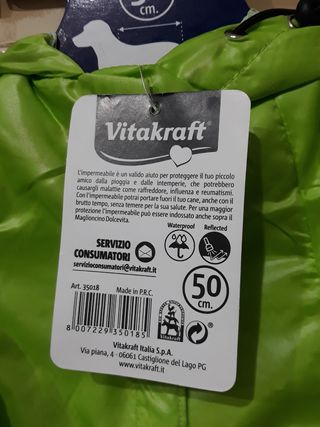 cm.
Vitakraft
L'impermeabile è un valido aiuto per proteggere il tuo piccolo
amico dalla pioggia e dalle intemperie, che potrebbero
causargli malattie come raffreddore, influenza e reumatismi.
Con l'impermeabile potrai portare fuori il tuo cane, anche con il
brutto tempo, senza temere per la sua salute. Per una maggior
protezione l'impermeabile può essere indossato anche sopra il
Maglioncino Dolcevita.
Waterproof
Reflected
SERVIZIO
CONSUMATORI
servizioconsumatori@vitakraft.it
50
cm.
Art. 35018
Made in P.R.C.
8 007229 350185
Vitakraft Italia S.p.A.
Via piana, 4 - 06061 Castiglione del Lago PG
www.vitakraft.it